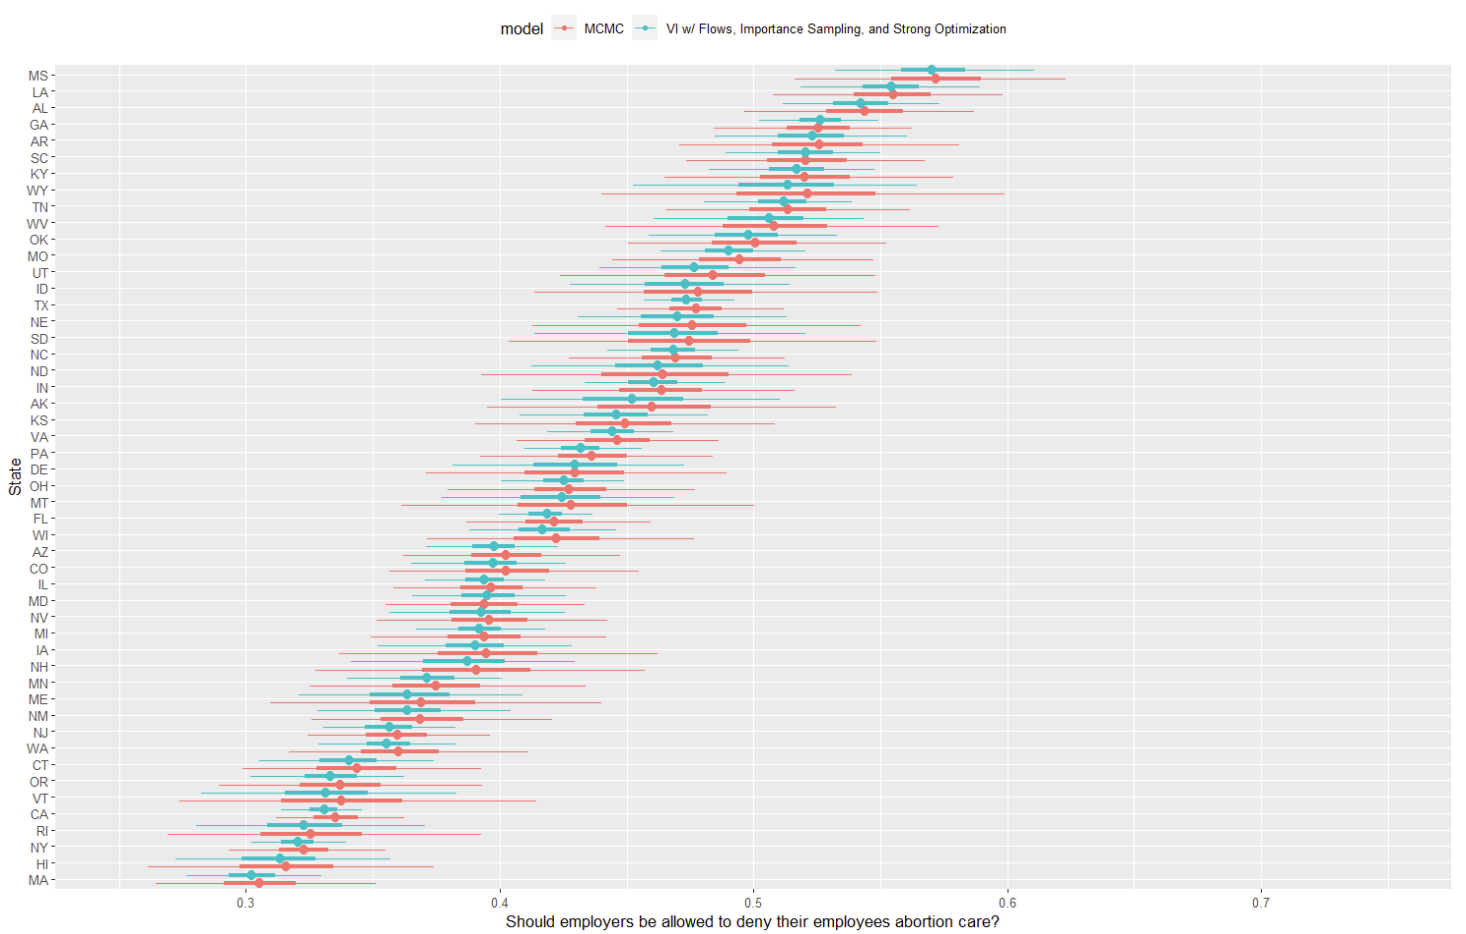 model MCMC VI w/ Flows, Importance Sampling, and Strong Optimization
MS
LA
AL
GA
AR
SC
KY
WY
TN
WV
OK
MO
UT
ID
TX
NE
SD
NC
ND
IN
AK
KS
VA
PA
DE
OH
MT
FL
WI
AZ
CO
IL
MD
NV
MI
IA
NH
MN
ME
NM
NJ
WA
CT
OR
VT
CA
RI
NY
HI
MA
State
0.3 0.4 0.5 0.6 0.7
Should employers be allowed to deny their employees abortion care?